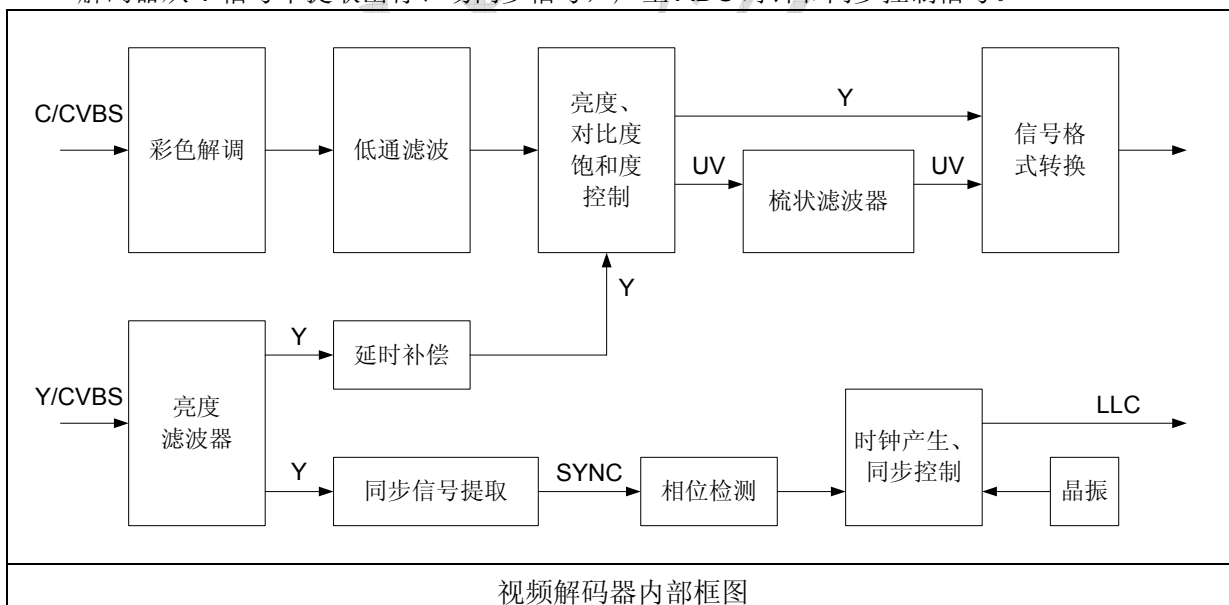 C/CVBS
彩色解调
低通滤波
亮度、
对比度
饱和度
控制
Y
UV
梳状滤波器
UV
信号格
式转换
Y
Y/CVBS
亮度
滤波器
Y
延时补偿
Y
同步信号提取
SYNC
相位检测
时钟产生、
同步控制
LLC
晶振
视频解码器内部框图